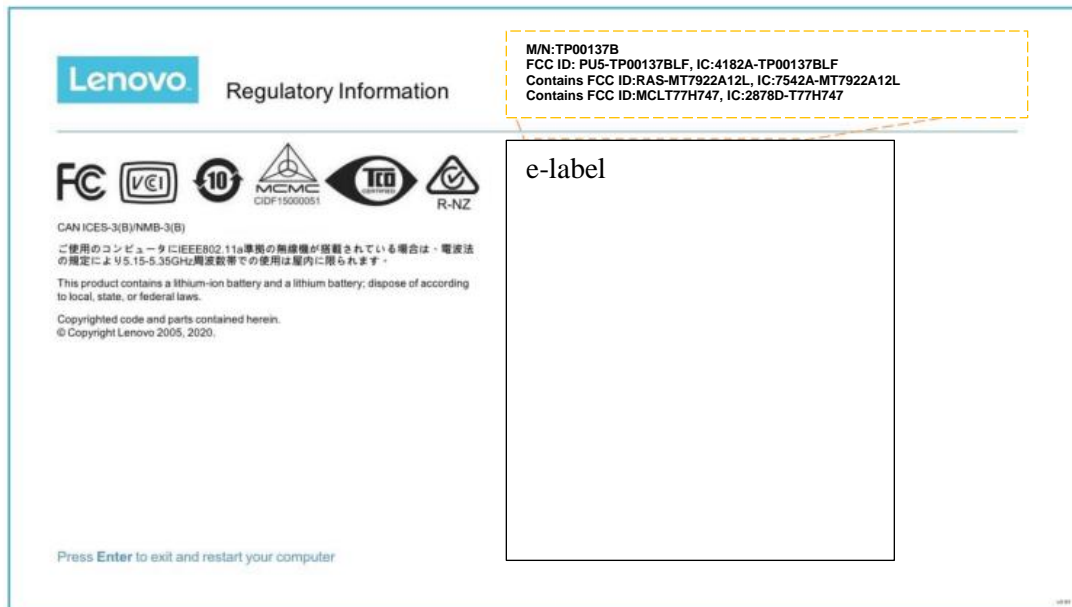 Lenovo.
Regulatory Information
M/N:TP00137B
FCC ID: PU5-TP00137BLF, IC:4182A-TP00137BLF
Contains FCC ID:RAS-MT7922A12L, IC:7542A-MT7922A12L
Contains FCC ID:MCLT77H747, IC:2878D-T77H747
e-label
FC
VCI
10
MCMC
CIDF15000051
TCO
CERTIFIED
R-NZ
CAN ICES-3(B)/NMB-3(B)
ご使用のコンピュータにIEEE802.11a準拠の無線機が搭載されている場合は、電波法
の規定により5.15-5.35GHz周波数帯での使用は屋内に限られます・
This product contains a lithium-ion battery and a lithium battery; dispose of according
to local, state, or federal laws.
Copyrighted code and parts contained herein.
© Copyright Lenovo 2005, 2020.
Press Enter to exit and restart your computer